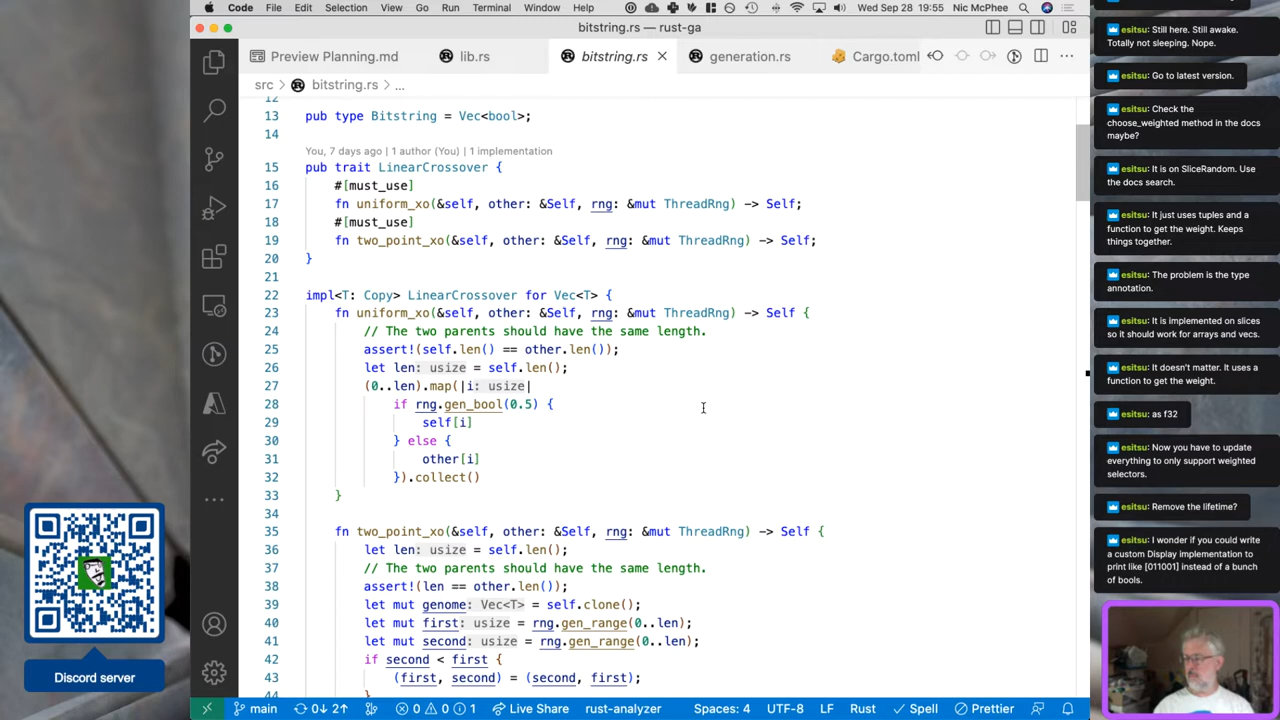 Code File Edit Selection View Go Run Terminal Window Help Wed Sep 28 19:55 Nic McPhee
bitstring.rs — rust-ga
Preview Planning.md lib.rs bitstring.rs generation.rs Cargo.toml
src > bitstring.rs > ...
12
13 pub type Bitstring = Vec<bool>;
14
You, 7 days ago | 1 author (You) | 1 implementation
15 pub trait LinearCrossover {
16 #[must_use]
17 fn uniform_xo(&self, other: &Self, rng: &mut ThreadRng) -> Self;
18 #[must_use]
19 fn two_point_xo(&self, other: &Self, rng: &mut ThreadRng) -> Self;
20 }
21
22 impl<T: Copy> LinearCrossover for Vec<T> {
23 fn uniform_xo(&self, other: &Self, rng: &mut ThreadRng) -> Self {
24 // The two parents should have the same length.
25 assert!(self.len() == other.len());
26 let len: usize = self.len();
27 (0..len).map(|i: usize|
28 if rng.gen_bool(0.5) {
29 self[i]
30 } else {
31 other[i]
32 }).collect()
33 }
34
35 fn two_point_xo(&self, other: &Self, rng: &mut ThreadRng) -> Self {
36 let len: usize = self.len();
37 // The two parents should have the same length.
38 assert!(len == other.len());
39 let mut genome: Vec<T> = self.clone();
40 let mut first: usize = rng.gen_range(0..len);
41 let mut second: usize = rng.gen_range(0..len);
42 if second < first {
43 (first, second) = (second, first);
44 }
main 0↓ 2↑ 0 0 1 Live Share rust-analyzer Spaces: 4 UTF-8 LF Rust Spell Prettier
Discord server
esitsu: Still here. Still awake.
Totally not sleeping. Nope.
esitsu: Go to latest version.
esitsu: Check the
choose_weighted method in the docs
maybe?
esitsu: It is on SliceRandom. Use
the docs search.
esitsu: It just uses tuples and a
function to get the weight. Keeps
things together.
esitsu: The problem is the type
annotation.
esitsu: It is implemented on slices
so it should work for arrays and vecs.
esitsu: It doesn't matter. It uses a
function to get the weight.
esitsu: as f32
esitsu: Now you have to update
everything to only support weighted
selectors.
esitsu: Remove the lifetime?
esitsu: I wonder if you could write
a custom Display implementation to
print like [011001] instead of a bunch
of bools.